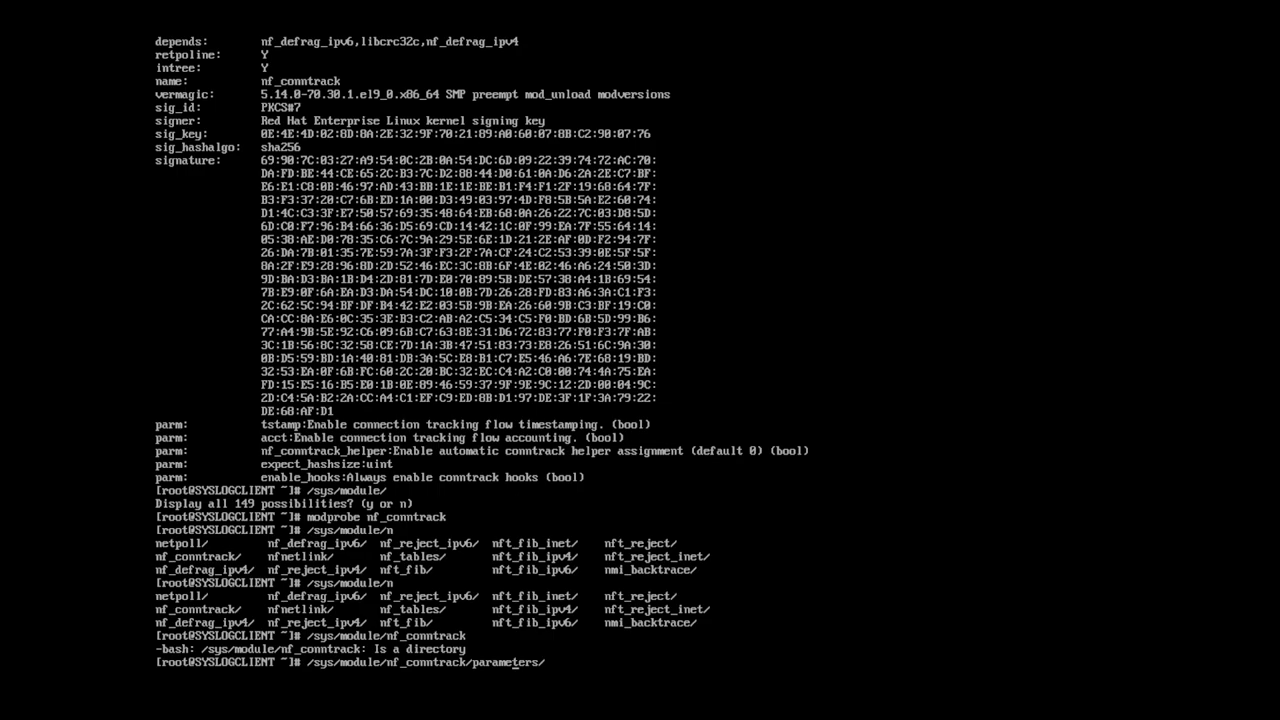 depends:        nf_defrag_ipv6,libcrc32c,nf_defrag_ipv4
retpoline:      Y
intree:         Y
name:           nf_conntrack
vermagic:       5.14.0-70.30.1.el9_0.x86_64 SMP preempt mod_unload modversions
sig_id:         PKCS#7
signer:         Red Hat Enterprise Linux kernel signing key
sig_key:        0E:4E:4D:02:8D:0A:2E:32:9F:70:21:89:A0:60:07:8B:C2:90:07:76
sig_hashalgo:   sha256
signature:      69:90:7C:03:27:A9:54:0C:2B:0A:54:DC:6D:09:22:39:74:72:AC:70:
DA:FD:BE:44:CE:65:2C:B3:7C:D2:88:44:D0:61:0A:D6:2A:2E:C7:BF:
E6:E1:C8:0B:46:97:AD:43:BB:1E:1E:BE:B1:F4:F1:2F:19:68:64:7F:
B3:F3:37:20:C7:6B:ED:1A:00:D3:49:03:97:4D:F8:5B:5A:E2:60:74:
D1:4C:C3:3F:E7:50:57:69:35:48:64:EB:68:0A:26:22:7C:03:D8:5D:
6D:C0:F7:96:B4:66:36:D5:69:CD:14:42:1C:0F:99:EA:7F:55:64:14:
05:38:AE:D0:78:35:C6:7C:9A:29:5E:6E:1D:21:2E:AF:0D:F2:94:7F:
26:DA:7B:01:35:7E:59:7A:3F:F3:2F:7A:CF:24:C2:53:39:0E:5F:5F:
8A:2F:E9:28:96:8D:2D:52:46:EC:3C:8B:6F:4E:02:46:A6:24:50:3D:
9D:BA:D3:BA:1B:D4:2D:81:7D:E0:70:89:5B:DE:57:38:A4:1B:69:54:
7B:E9:0F:6A:EA:D3:DA:54:DC:10:0B:7D:26:28:FD:83:A6:3A:C1:F3:
2C:62:5C:94:BF:DF:B4:42:E2:03:5B:9B:EA:26:60:9B:C3:BF:19:C0:
CA:CC:8A:E6:0C:35:3E:B3:C2:AB:A2:C5:34:C5:F0:BD:6B:5D:99:B6:
77:A4:9B:5E:92:C6:09:6B:C7:63:8E:31:D6:72:83:77:F0:F3:7F:AB:
3C:1B:56:8C:32:58:CE:7D:1A:3B:47:51:83:73:E8:26:51:6C:9A:30:
0B:D5:59:BD:1A:40:81:DB:3A:5C:E8:B1:C7:E5:46:A6:7E:68:19:BD:
32:53:EA:0F:6B:FC:60:2C:20:BC:32:EC:C4:A2:C0:00:74:4A:75:EA:
FD:15:E5:16:B5:E0:1B:0E:89:46:59:37:9F:9E:9C:12:2D:00:04:9C:
2D:C4:5A:B2:2A:CC:A4:C1:EF:C9:ED:8B:D1:97:DE:3F:1F:3A:79:22:
DE:68:AF:D1
parm:           tstamp:Enable connection tracking flow timestamping. (bool)
parm:           acct:Enable connection tracking flow accounting. (bool)
parm:           nf_conntrack_helper:Enable automatic conntrack helper assignment (default 0) (bool)
parm:           expect_hashsize:uint
parm:           enable_hooks:Always enable conntrack hooks (bool)
[root@SYSLOGCLIENT ~]# /sys/module/
Display all 149 possibilities? (y or n)
[root@SYSLOGCLIENT ~]# modprobe nf_conntrack
[root@SYSLOGCLIENT ~]# /sys/module/n
netpoll/         nf_defrag_ipv6/  nf_reject_ipv6/  nft_fib_inet/    nft_reject/
nf_conntrack/    nfnetlink/       nf_tables/       nft_fib_ipv4/    nft_reject_inet/
nf_defrag_ipv4/  nf_reject_ipv4/  nft_fib/         nft_fib_ipv6/    nmi_backtrace/
[root@SYSLOGCLIENT ~]# /sys/module/n
netpoll/         nf_defrag_ipv6/  nf_reject_ipv6/  nft_fib_inet/    nft_reject/
nf_conntrack/    nfnetlink/       nf_tables/       nft_fib_ipv4/    nft_reject_inet/
nf_defrag_ipv4/  nf_reject_ipv4/  nft_fib/         nft_fib_ipv6/    nmi_backtrace/
[root@SYSLOGCLIENT ~]# /sys/module/nf_conntrack
-bash: /sys/module/nf_conntrack: Is a directory
[root@SYSLOGCLIENT ~]# /sys/module/nf_conntrack/parameters/